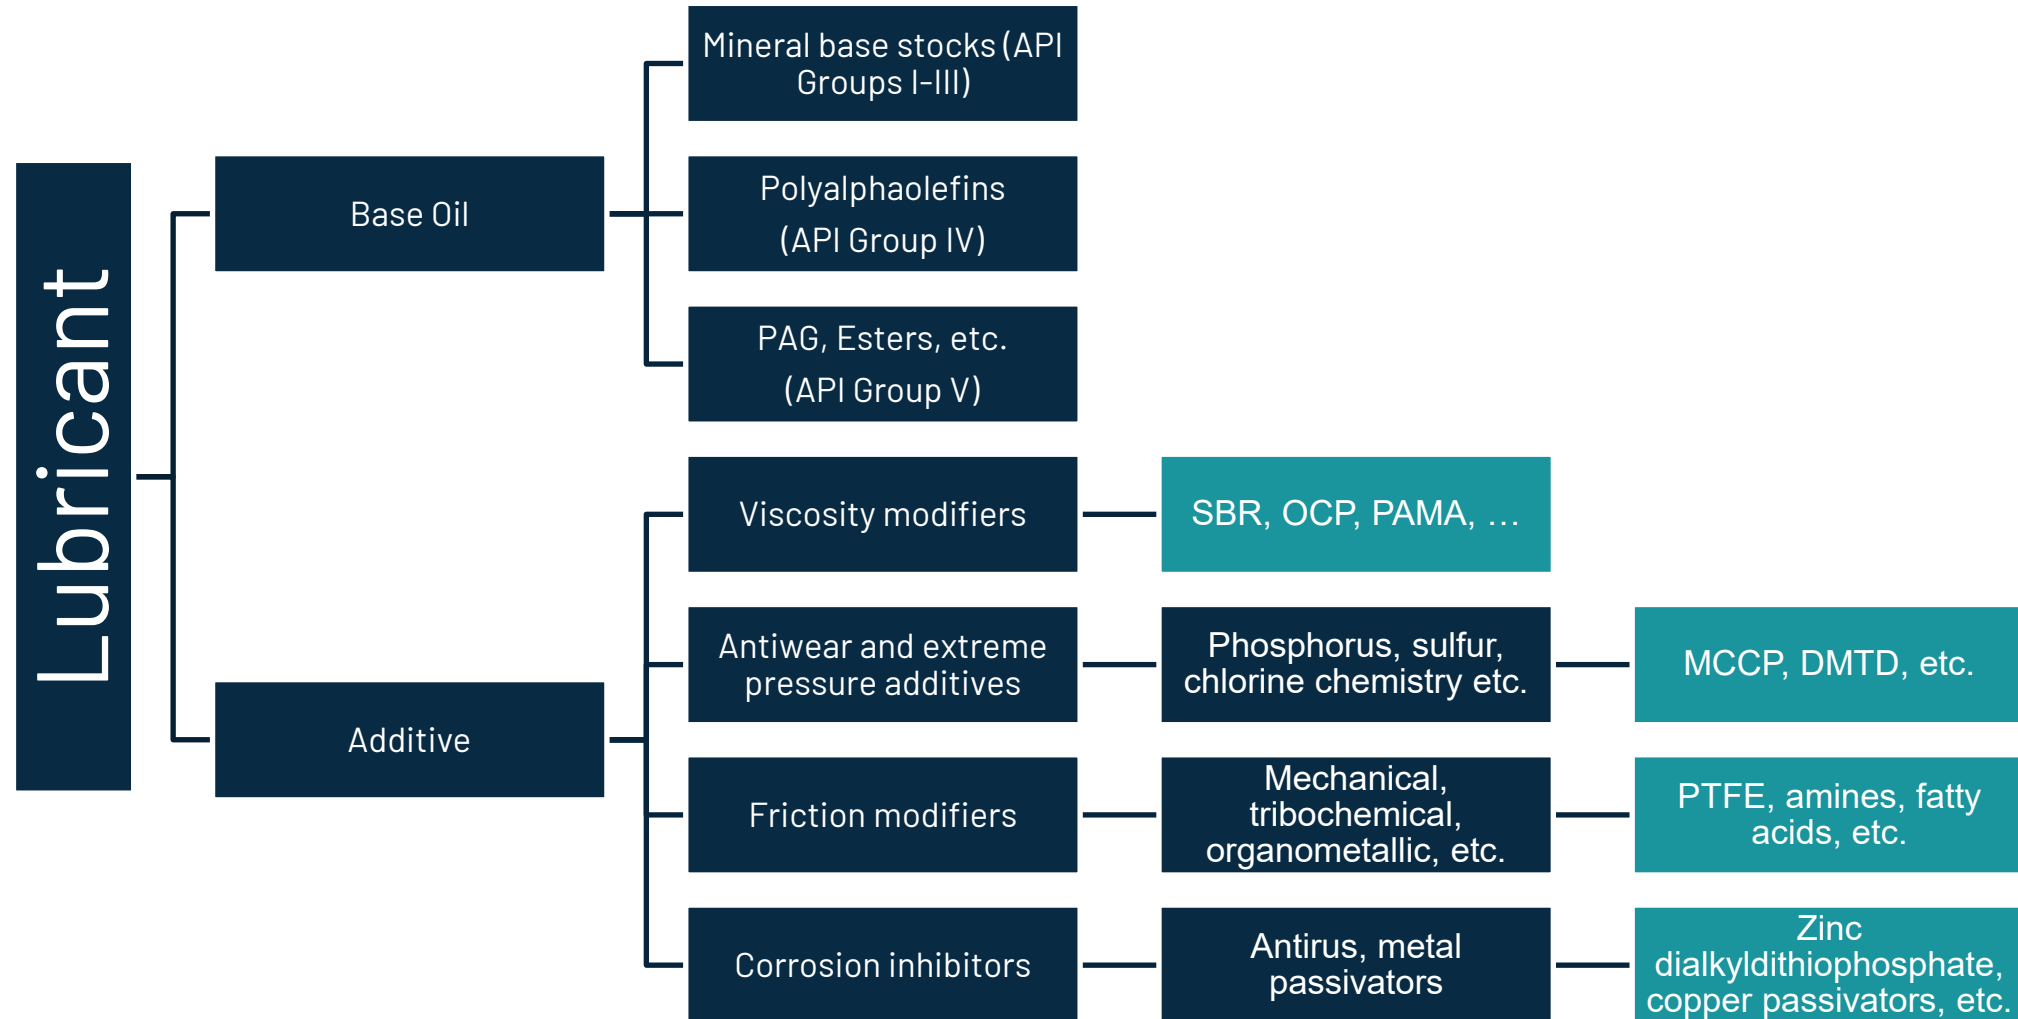 Lubricant
Base Oil
Mineral base stocks (API
Groups I-III)
Polyalphaolefins
(API Group IV)
PAG, Esters, etc.
(API Group V)
Additive
Viscosity modifiers
SBR, OCP, PAMA, …
Antiwear and extreme
pressure additives
Phosphorus, sulfur,
chlorine chemistry etc.
MCCP, DMTD, etc.
Friction modifiers
Mechanical,
tribochemical,
organometallic, etc.
PTFE, amines, fatty
acids, etc.
Corrosion inhibitors
Antirus, metal
passivators
Zinc
dialkyldithiophosphate,
copper passivators, etc.